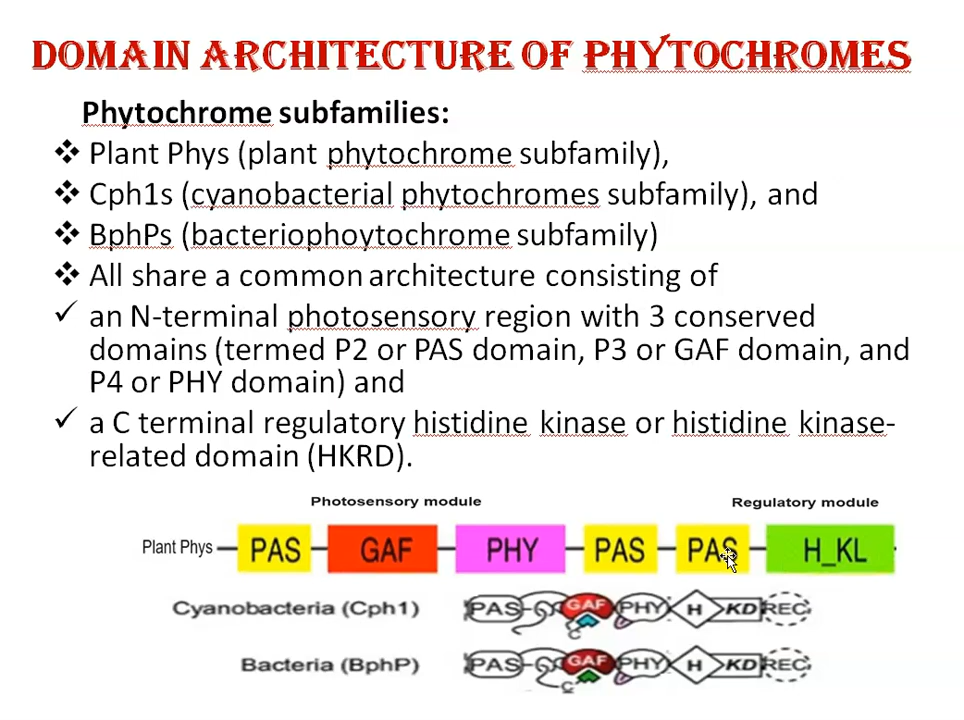 DOMAIN ARCHITECTURE OF PHYTOCHROMES
Phytochrome subfamilies:
❖ Plant Phys (plant phytochrome subfamily),
❖ Cph1s (cyanobacterial phytochromes subfamily), and
❖ BphPs (bacteriophoytochrome subfamily)
❖ All share a common architecture consisting of
✓ an N-terminal photosensory region with 3 conserved
domains (termed P2 or PAS domain, P3 or GAF domain, and
P4 or PHY domain) and
✓ a C terminal regulatory histidine kinase or histidine kinase-
related domain (HKRD).
Photosensory module Regulatory module
Plant Phys PAS GAF PHY PAS PAS H_KL
Cyanobacteria (Cph1) PAS GAF PHY H KD REC
C
Bacteria (BphP) PAS GAF PHY H KD REC
C